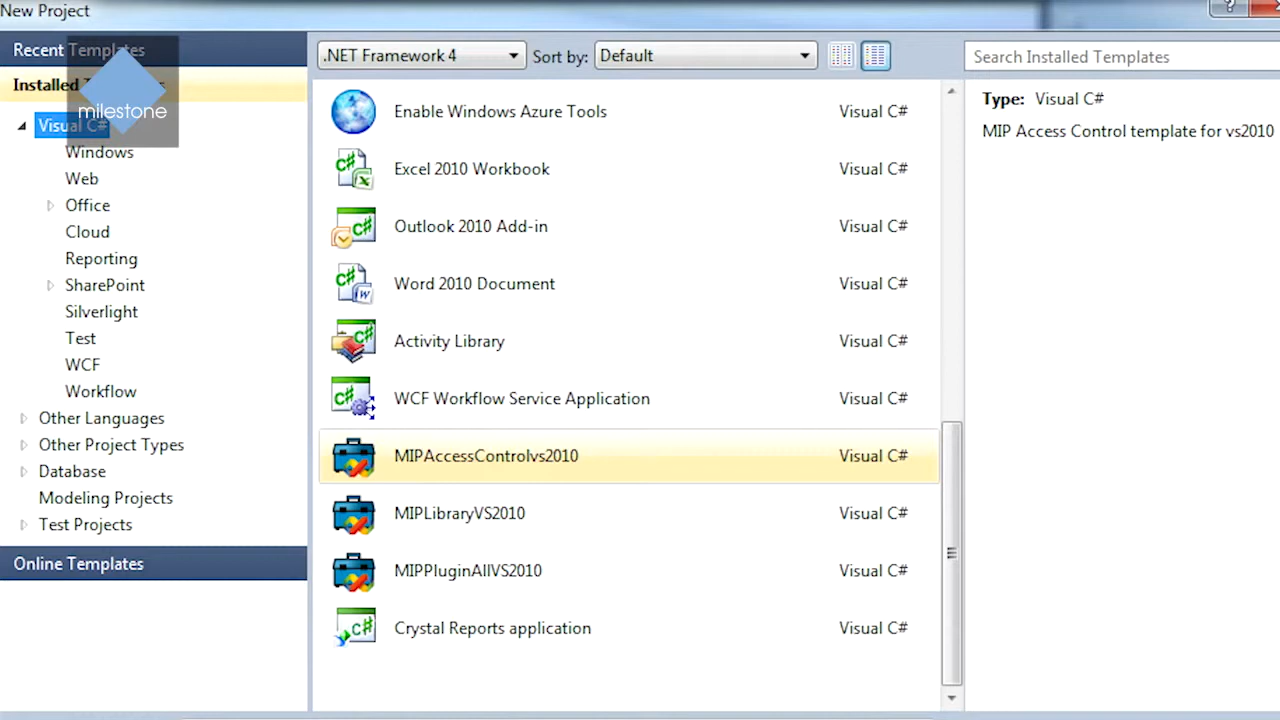 New Project
?
Recent Templates
Installed
milestone
Visual C#
Windows
Web
Office
Cloud
Reporting
SharePoint
Silverlight
Test
WCF
Workflow
Other Languages
Other Project Types
Database
Modeling Projects
Test Projects
Online Templates
.NET Framework 4 Sort by: Default
Enable Windows Azure Tools Visual C#
Excel 2010 Workbook Visual C#
Outlook 2010 Add-in Visual C#
Word 2010 Document Visual C#
Activity Library Visual C#
WCF Workflow Service Application Visual C#
MIPAccessControlvs2010 Visual C#
MIPLibraryVS2010 Visual C#
MIPPluginAllVS2010 Visual C#
Crystal Reports application Visual C#
Search Installed Templates
Type: Visual C#
MIP Access Control template for vs2010